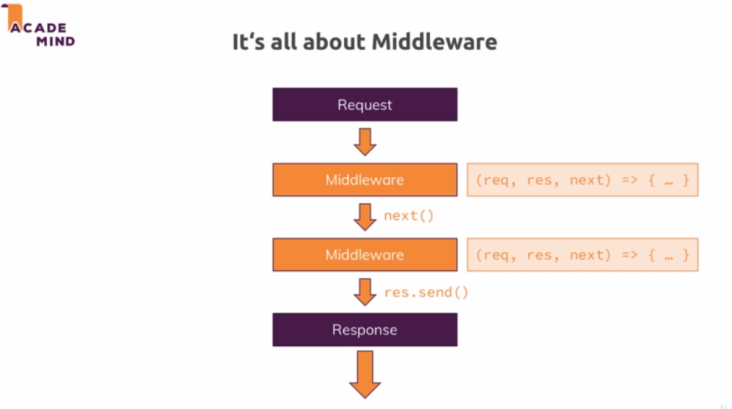 ACADE
MIND
It's all about Middleware
Request
Middleware
(req, res, next) => { … }
next()
Middleware
(req, res, next) => { … }
res.send()
Response